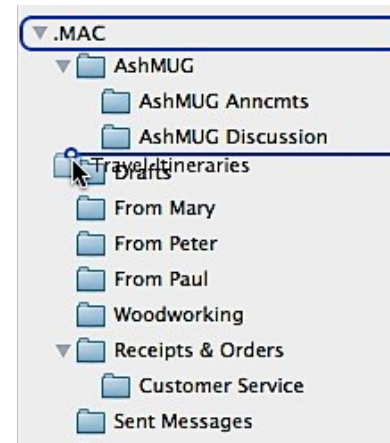 .MAC
AshMUG
AshMUG Anncmts
AshMUG Discussion
Travel Itineraries
Drafts
From Mary
From Peter
From Paul
Woodworking
Receipts & Orders
Customer Service
Sent Messages